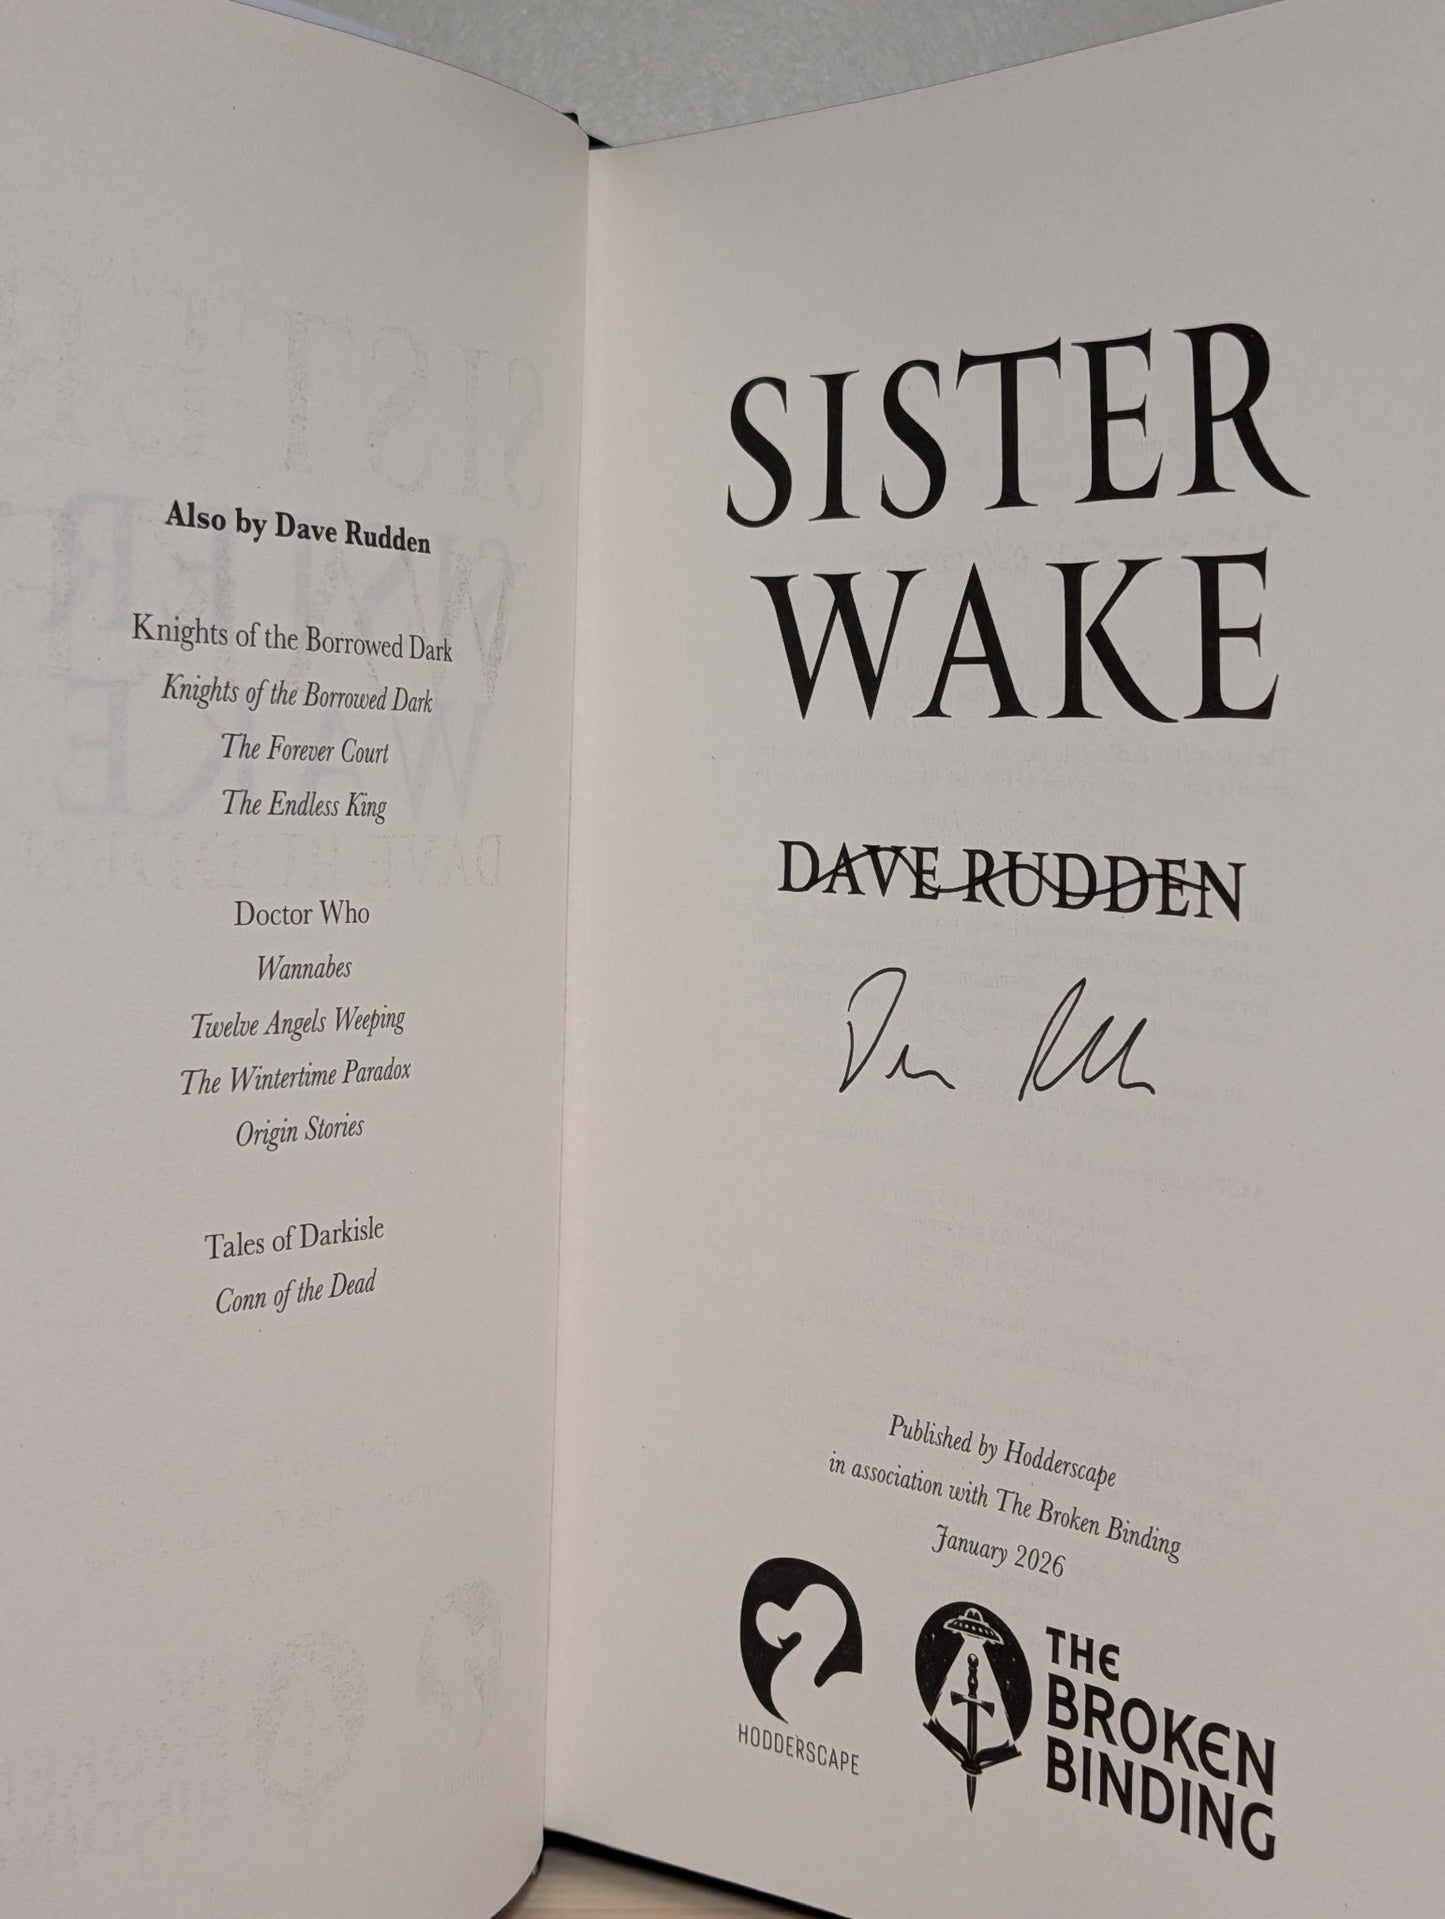 Also by Dave Rudden
Knights of the Borrowed Dark
Knights of the Borrowed Dark
The Forever Court
The Endless King
Doctor Who
Wannabes
Twelve Angels Weeping
The Wintertime Paradox
Origin Stories
Tales of Darkisle
Conn of the Dead
SISTER
WAKE
DAVE RUDDEN
Published by Hodderscape
in association with The Broken Binding
January 2026
HODDERSCAPE
THE
BROKEN
BINDING